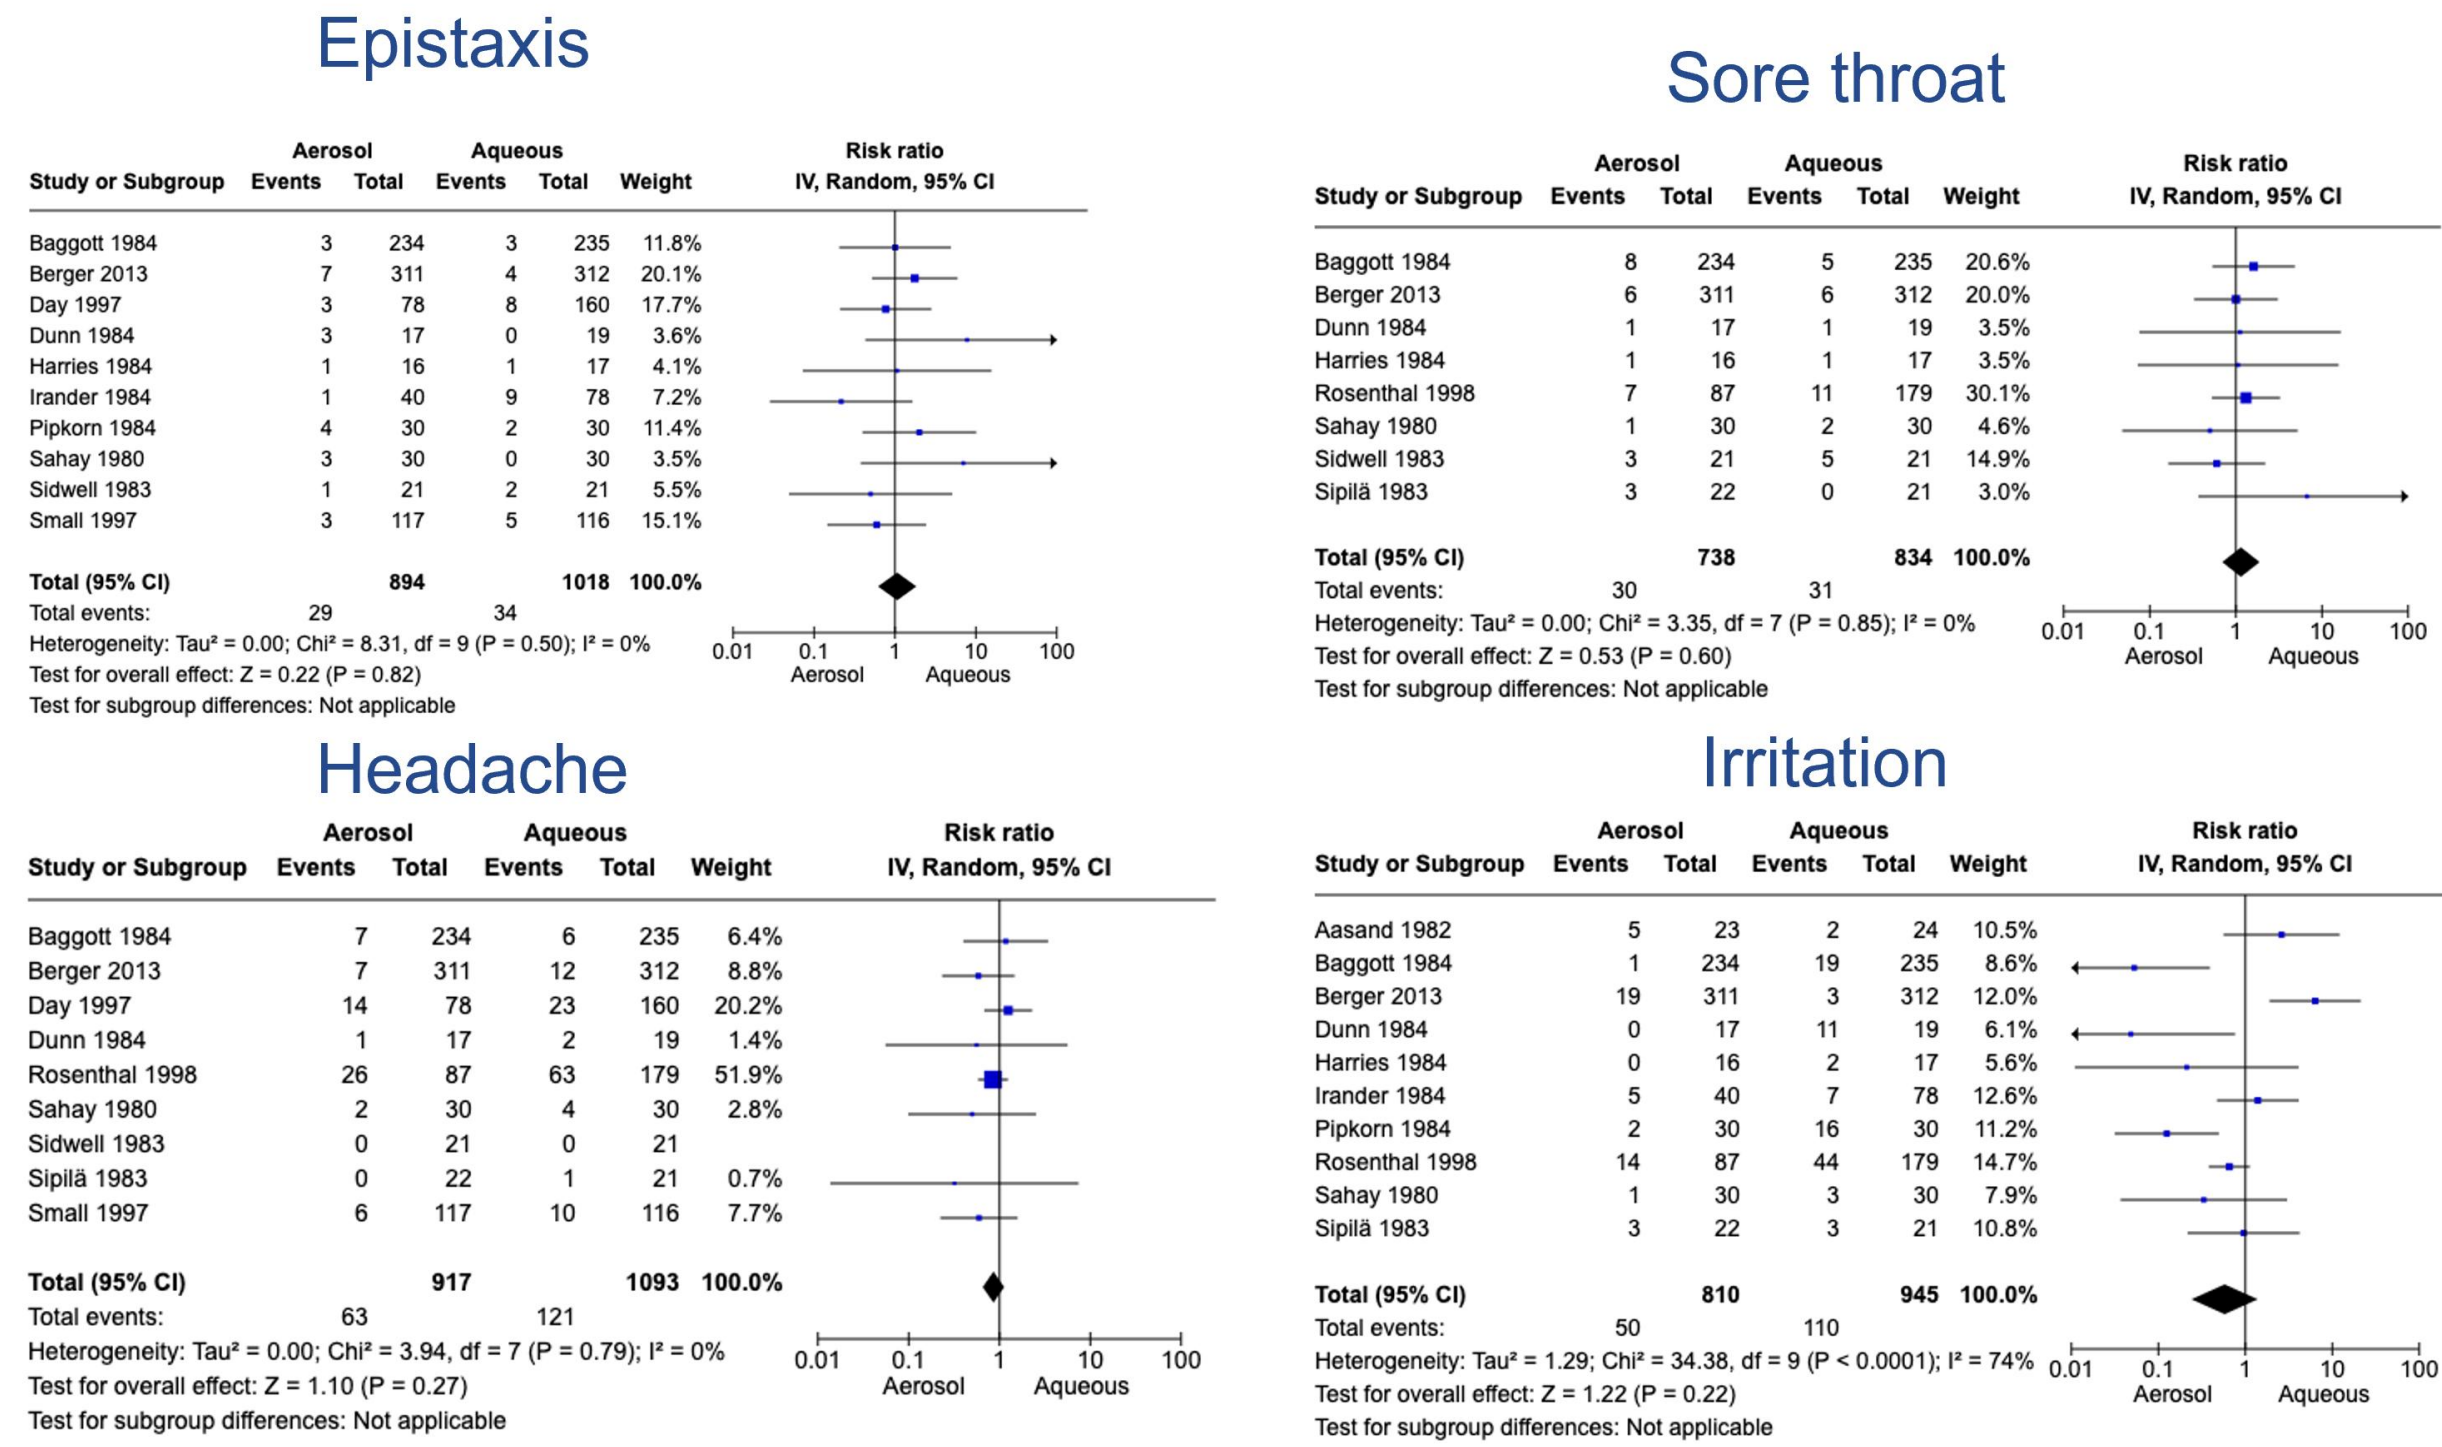 Epistaxis
Aerosol Aqueous Risk ratio
Study or Subgroup Events Total Events Total Weight IV, Random, 95% CI
Baggott 1984 3 234 3 235 11.8%
Berger 2013 7 311 4 312 20.1%
Day 1997 3 78 8 160 17.7%
Dunn 1984 3 17 0 19 3.6%
Harries 1984 1 16 1 17 4.1%
Irander 1984 1 40 9 78 7.2%
Pipkorn 1984 4 30 2 30 11.4%
Sahay 1980 3 30 0 30 3.5%
Sidwell 1983 1 21 2 21 5.5%
Small 1997 3 117 5 116 15.1%
Total (95% CI) 894 1018 100.0%
Total events: 29 34
Heterogeneity: Tau² = 0.00; Chi² = 8.31, df = 9 (P = 0.50); I² = 0%
0.01 0.1 1 10 100
Test for overall effect: Z = 0.22 (P = 0.82)
Aerosol Aqueous
Test for subgroup differences: Not applicable
Sore throat
Aerosol Aqueous Risk ratio
Study or Subgroup Events Total Events Total Weight IV, Random, 95% CI
Baggott 1984 8 234 5 235 20.6%
Berger 2013 6 311 6 312 20.0%
Dunn 1984 1 17 1 19 3.5%
Harries 1984 1 16 1 17 3.5%
Rosenthal 1998 7 87 11 179 30.1%
Sahay 1980 1 30 2 30 4.6%
Sidwell 1983 3 21 5 21 14.9%
Sipilä 1983 3 22 0 21 3.0%
Total (95% CI) 738 834 100.0%
Total events: 30 31
Heterogeneity: Tau² = 0.00; Chi² = 3.35, df = 7 (P = 0.85); I² = 0%
0.01 0.1 1 10 100
Test for overall effect: Z = 0.53 (P = 0.60)
Aerosol Aqueous
Test for subgroup differences: Not applicable
Headache
Aerosol Aqueous Risk ratio
Study or Subgroup Events Total Events Total Weight IV, Random, 95% CI
Baggott 1984 7 234 6 235 6.4%
Berger 2013 7 311 12 312 8.8%
Day 1997 14 78 23 160 20.2%
Dunn 1984 1 17 2 19 1.4%
Rosenthal 1998 26 87 63 179 51.9%
Sahay 1980 2 30 4 30 2.8%
Sidwell 1983 0 21 0 21
Sipilä 1983 0 22 1 21 0.7%
Small 1997 6 117 10 116 7.7%
Total (95% CI) 917 1093 100.0%
Total events: 63 121
Heterogeneity: Tau² = 0.00; Chi² = 3.94, df = 7 (P = 0.79); I² = 0%
0.01 0.1 1 10 100
Test for overall effect: Z = 1.10 (P = 0.27)
Aerosol Aqueous
Test for subgroup differences: Not applicable
Irritation
Aerosol Aqueous Risk ratio
Study or Subgroup Events Total Events Total Weight IV, Random, 95% CI
Aasand 1982 5 23 2 24 10.5%
Baggott 1984 1 234 19 235 8.6%
Berger 2013 19 311 3 312 12.0%
Dunn 1984 0 17 11 19 6.1%
Harries 1984 0 16 2 17 5.6%
Irander 1984 5 40 7 78 12.6%
Pipkorn 1984 2 30 16 30 11.2%
Rosenthal 1998 14 87 44 179 14.7%
Sahay 1980 1 30 3 30 7.9%
Sipilä 1983 3 22 3 21 10.8%
Total (95% CI) 810 945 100.0%
Total events: 50 110
Heterogeneity: Tau² = 1.29; Chi² = 34.38, df = 9 (P < 0.0001); I² = 74%
0.01 0.1 1 10 100
Test for overall effect: Z = 1.22 (P = 0.22)
Aerosol Aqueous
Test for subgroup differences: Not applicable